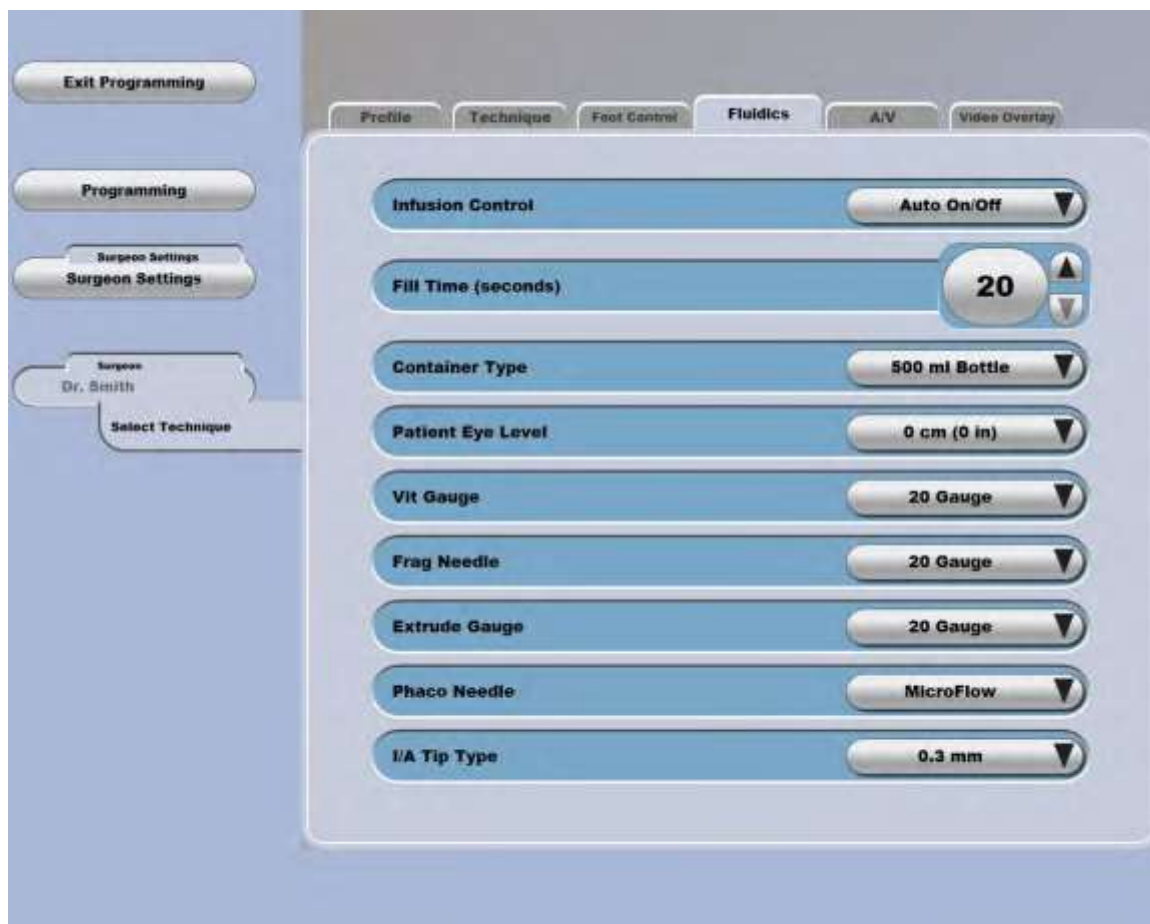 Exit Programming
Programming
Surgeon Settings
Surgeon Settings
Surgeon
Dr. Smith
Select Technique
Profile
Technique
Foot Control
Fluidics
A/V
Video Overlay
Infusion Control
Auto On/Off
Fill Time (seconds)
20
Container Type
500 ml Bottle
Patient Eye Level
0 cm (0 in)
Vit Gauge
20 Gauge
Frag Needle
20 Gauge
Extrude Gauge
20 Gauge
Phaco Needle
MicroFlow
I/A Tip Type
0.3 mm